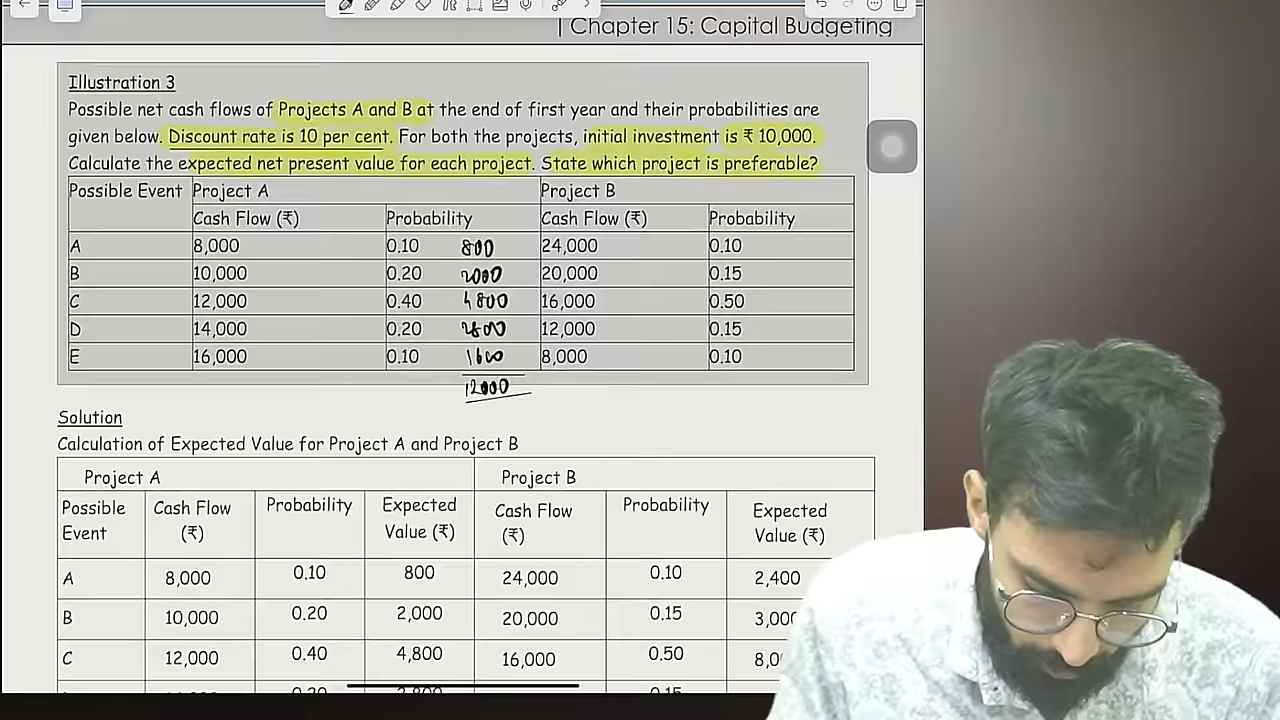 | Chapter 15: Capital Budgeting
Illustration 3
Possible net cash flows of Projects A and B at the end of first year and their probabilities are
given below. Discount rate is 10 per cent. For both the projects, initial investment is ₹ 10,000.
Calculate the expected net present value for each project. State which project is preferable?
Possible Event Project A Project B
Cash Flow (₹) Probability Cash Flow (₹) Probability
A 8,000 0.10 800 24,000 0.10
B 10,000 0.20 2000 20,000 0.15
C 12,000 0.40 4800 16,000 0.50
D 14,000 0.20 2800 12,000 0.15
E 16,000 0.10 1600 8,000 0.10
12000
Solution
Calculation of Expected Value for Project A and Project B
Project A Project B
Possible Event Cash Flow (₹) Probability Expected Value (₹) Cash Flow (₹) Probability Expected Value (₹)
A 8,000 0.10 800 24,000 0.10 2,400
B 10,000 0.20 2,000 20,000 0.15 3,000
C 12,000 0.40 4,800 16,000 0.50